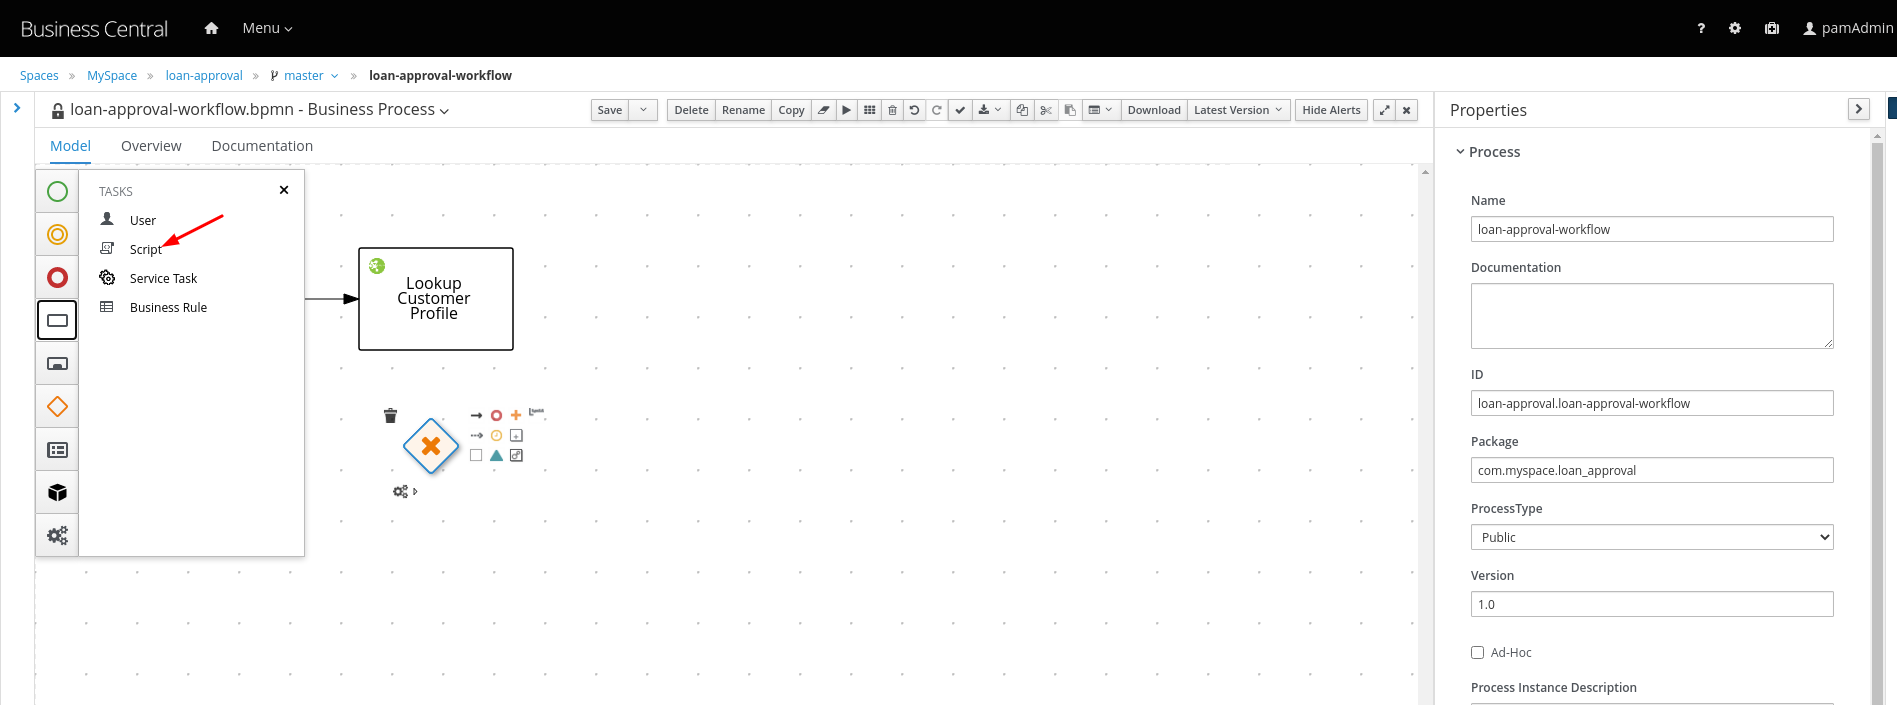 Business Central
Menu
?
pamAdmin
Spaces » MySpace » loan-approval » master » loan-approval-workflow
loan-approval-workflow.bpmn - Business Process
Save
Delete
Rename
Copy
Download
Latest Version
Hide Alerts
Properties
Model
Overview
Documentation
TASKS
User
Script
Service Task
Business Rule
Lookup
Customer
Profile
Process
Name
loan-approval-workflow
Documentation
ID
loan-approval.loan-approval-workflow
Package
com.myspace.loan_approval
ProcessType
Public
Version
1.0
Ad-Hoc
Process Instance Description